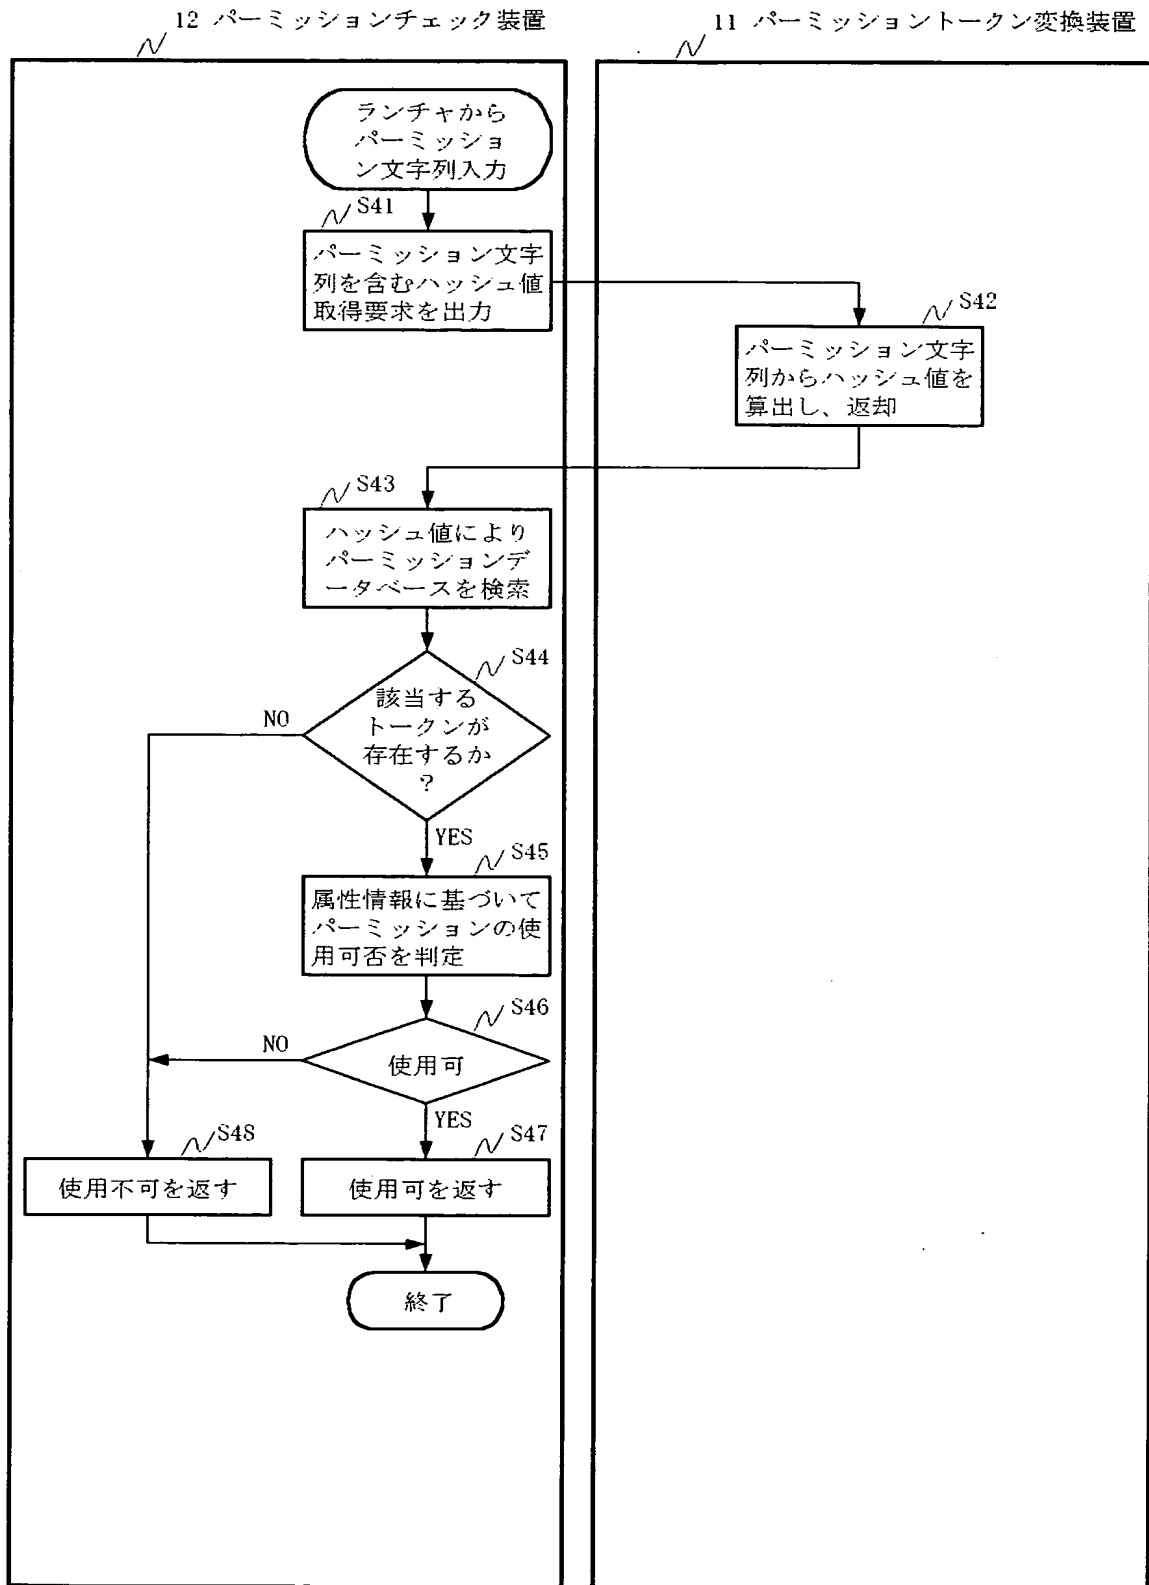 12 パーミッションチェック装置
11 パーミッショントークン変換装置
ランチャから
パーミッショ
ン文字列入力
S41
パーミッション文字
列を含むハッシュ値
取得要求を出力
S42
パーミッション文字
列からハッシュ値を
算出し、返却
S43
ハッシュ値により
パーミッションデ
ータベースを検索
S44
該当する
トークンが
存在するか
?
NO
YES
S45
属性情報に基づいて
パーミッションの使
用可否を判定
S46
使用可
NO
YES
S48
使用不可を返す
S47
使用可を返す
終了